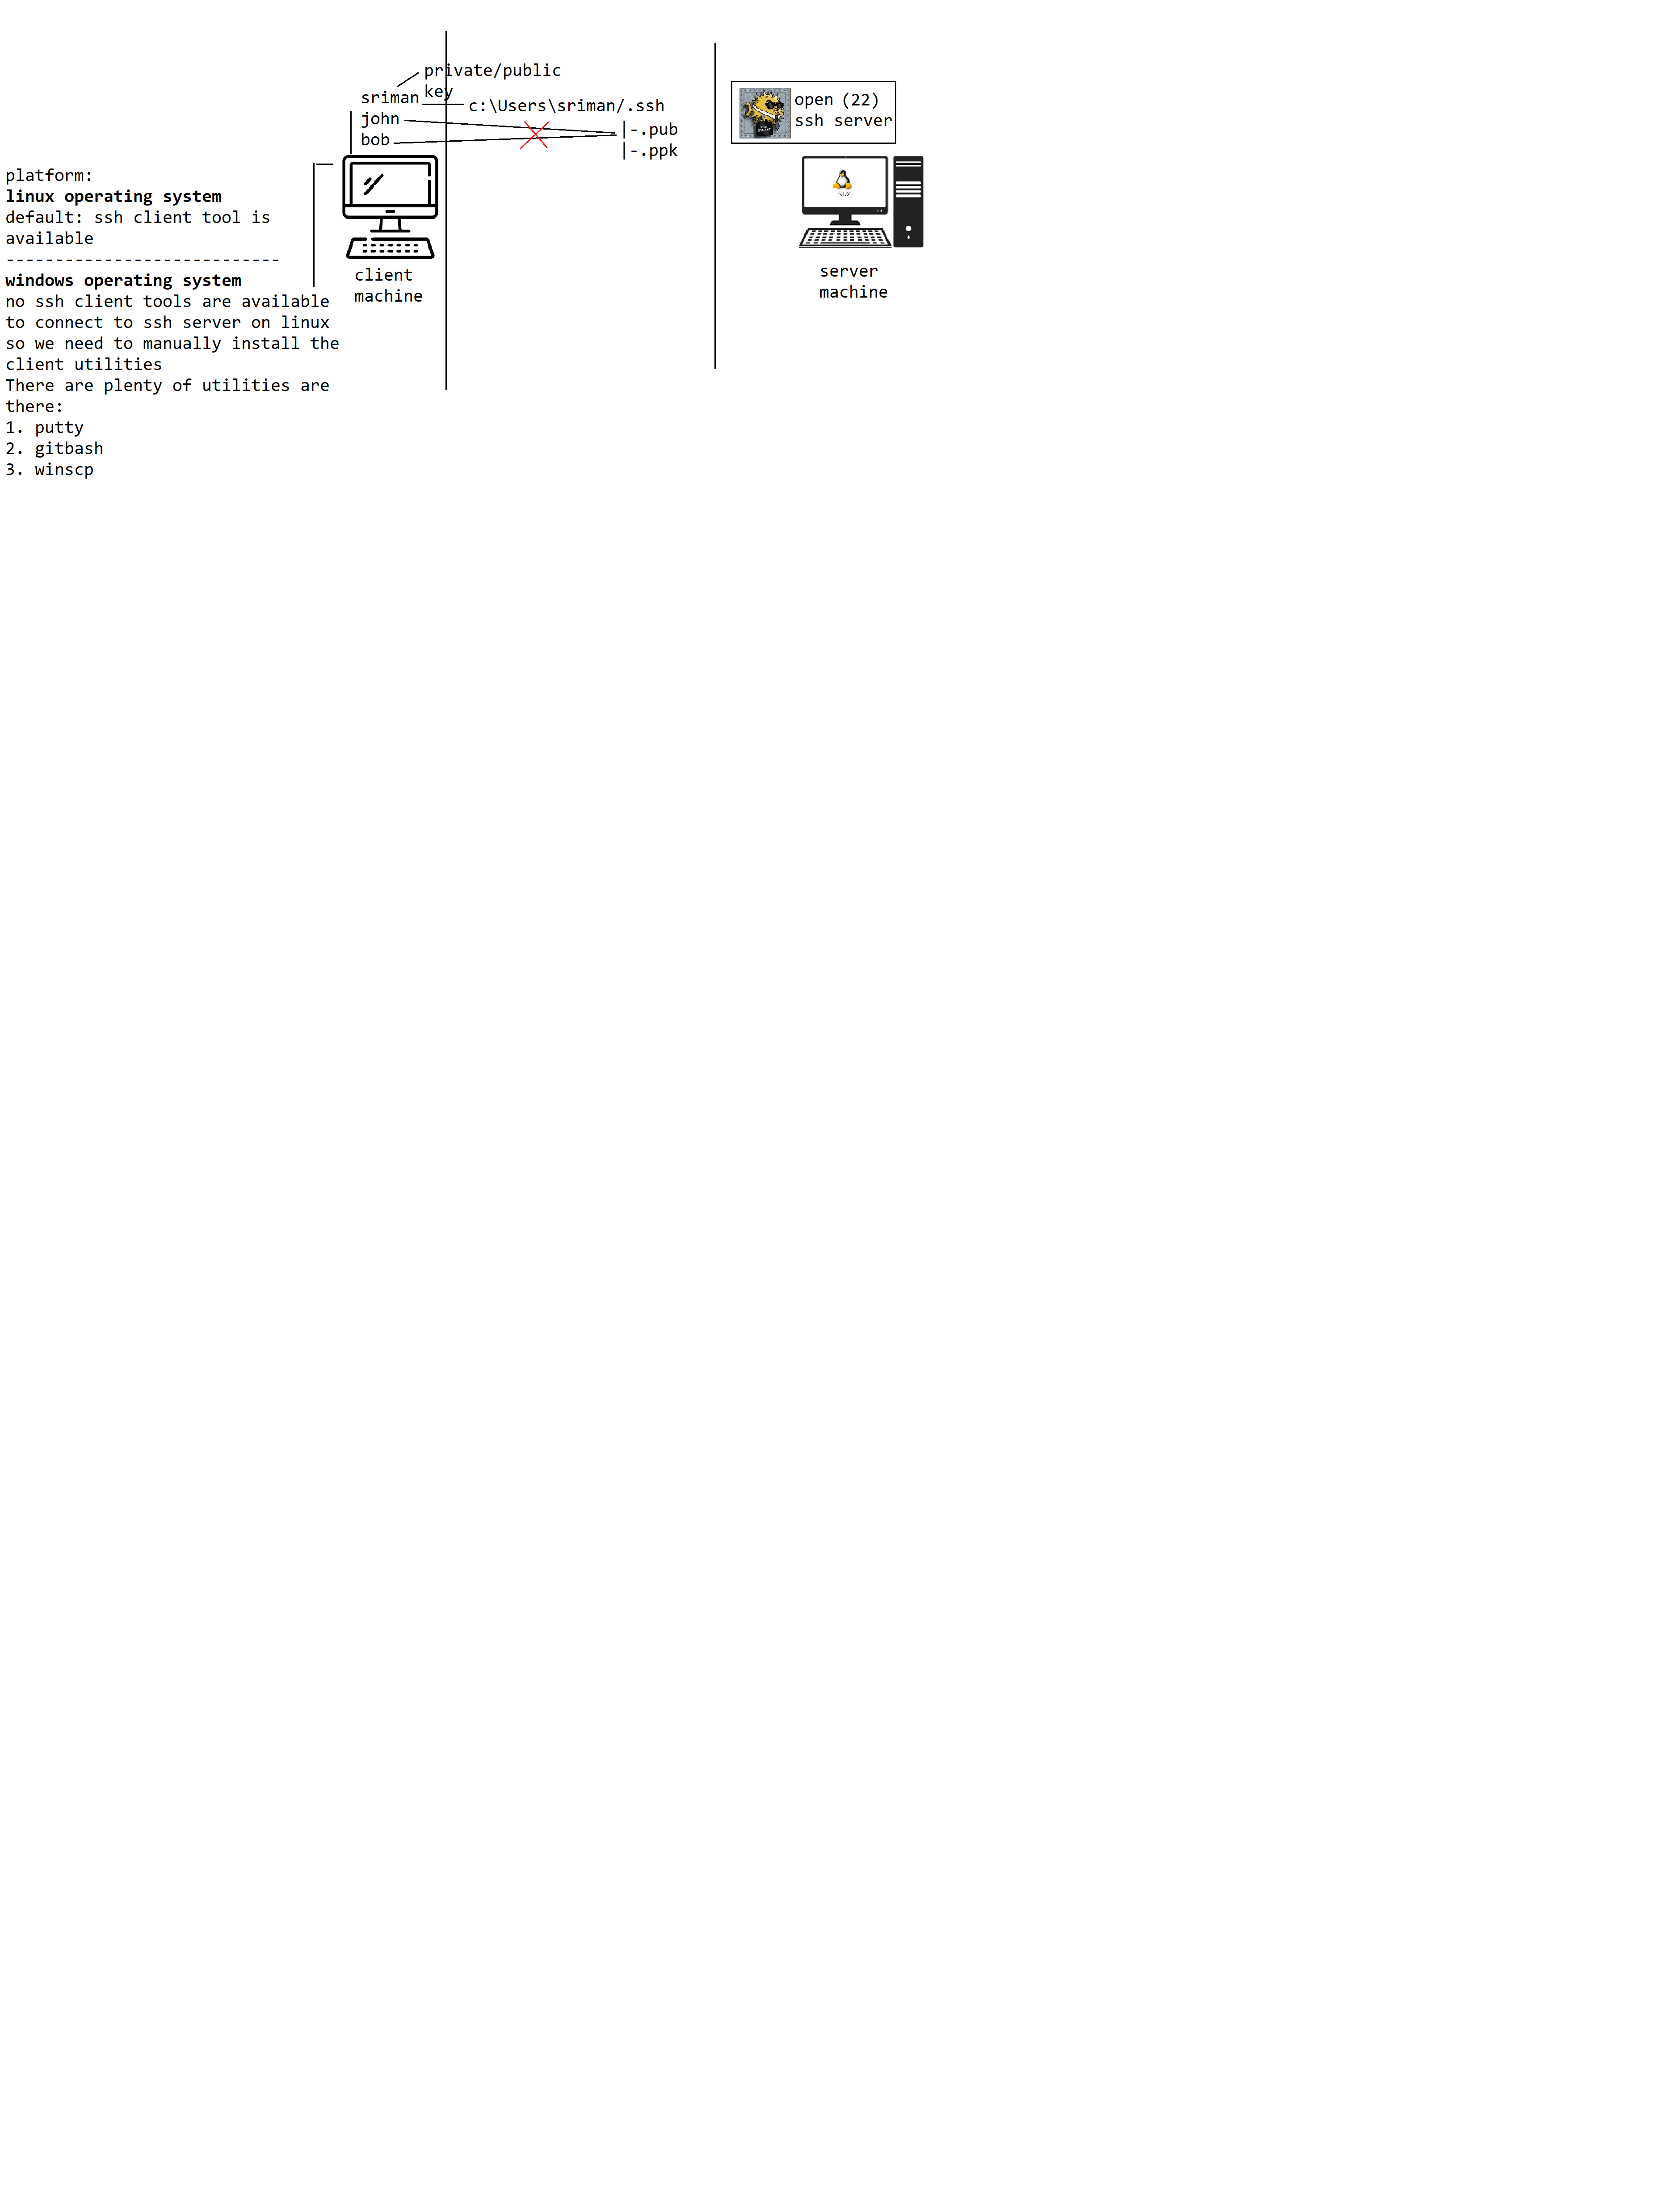 private/public
key
sriman
c:\Users\sriman/.ssh
john
|-.pub
bob
|-.ppk
open (22)
ssh server
LINUX
platform:
linux operating system
default: ssh client tool is
available
----------------------------
windows operating system
no ssh client tools are available
to connect to ssh server on linux
so we need to manually install the
client utilities
There are plenty of utilities are
there:
1. putty
2. gitbash
3. winscp
client
machine
server
machine